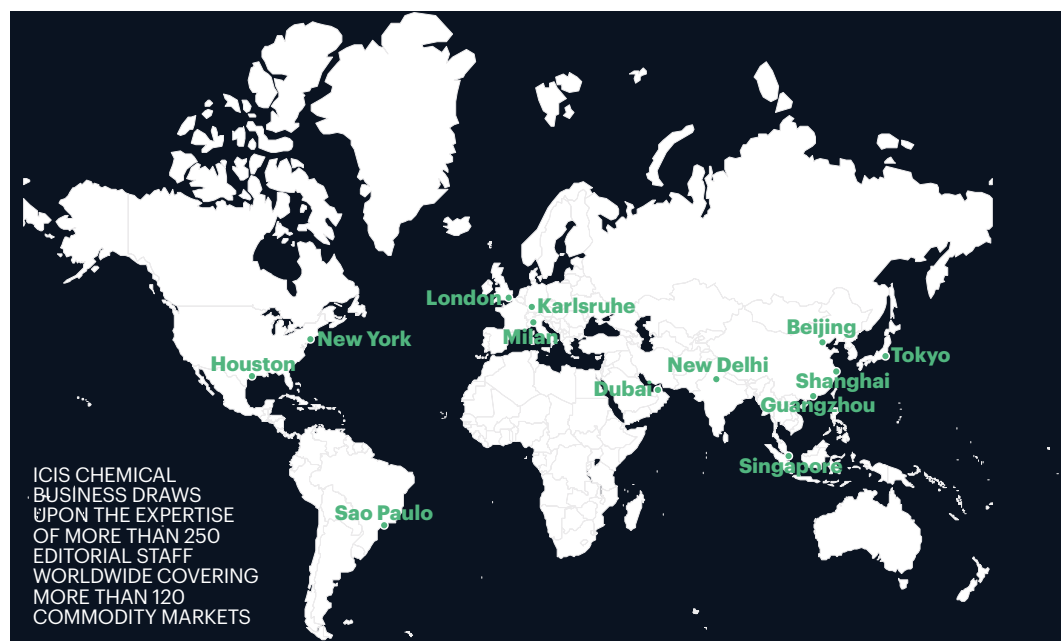 London
Karlsruhe
Milan
New York
Houston
Beijing
Tokyo
New Delhi
Shanghai
Dubai
Guangzhou
Singapore
Sao Paulo
ICIS CHEMICAL
BUSINESS DRAWS
UPON THE EXPERTISE
OF MORE THAN 250
EDITORIAL STAFF
WORLDWIDE COVERING
MORE THAN 120
COMMODITY MARKETS